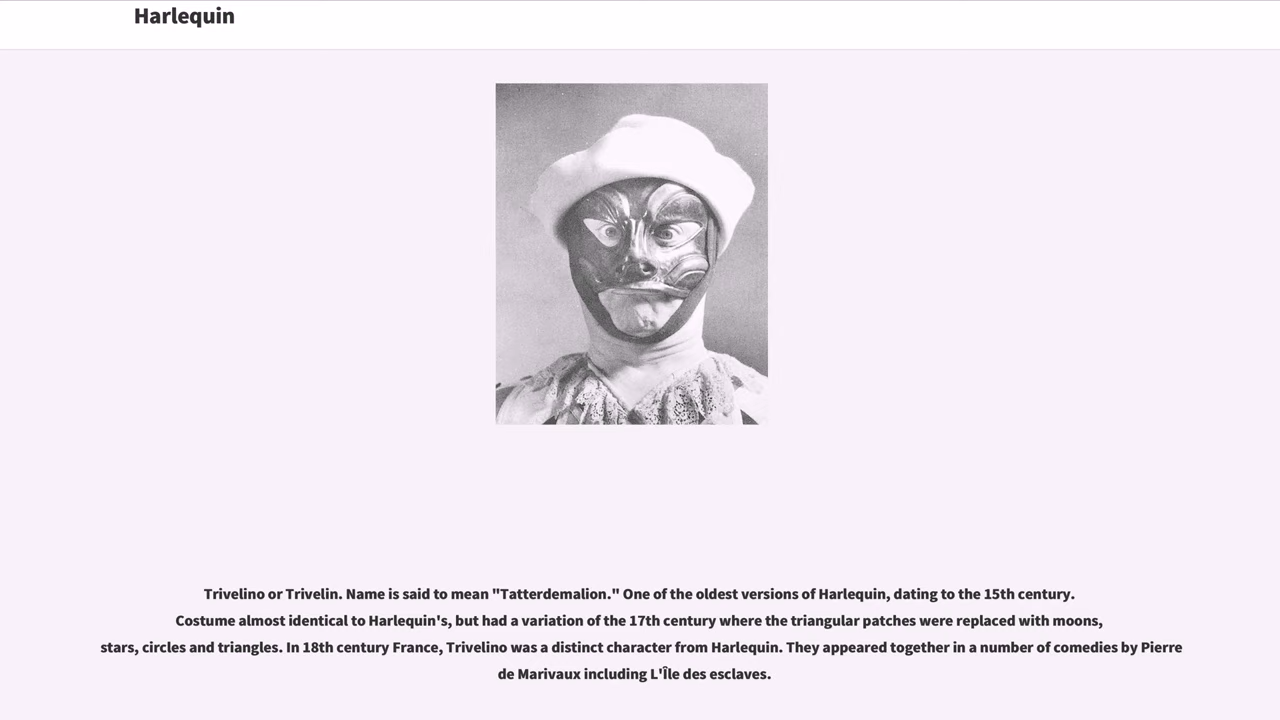 Harlequin
Trivelino or Trivelin. Name is said to mean "Tatterdemalion." One of the oldest versions of Harlequin, dating to the 15th century.
Costume almost identical to Harlequin's, but had a variation of the 17th century where the triangular patches were replaced with moons,
stars, circles and triangles. In 18th century France, Trivelino was a distinct character from Harlequin. They appeared together in a number of comedies by Pierre
de Marivaux including L'Île des esclaves.